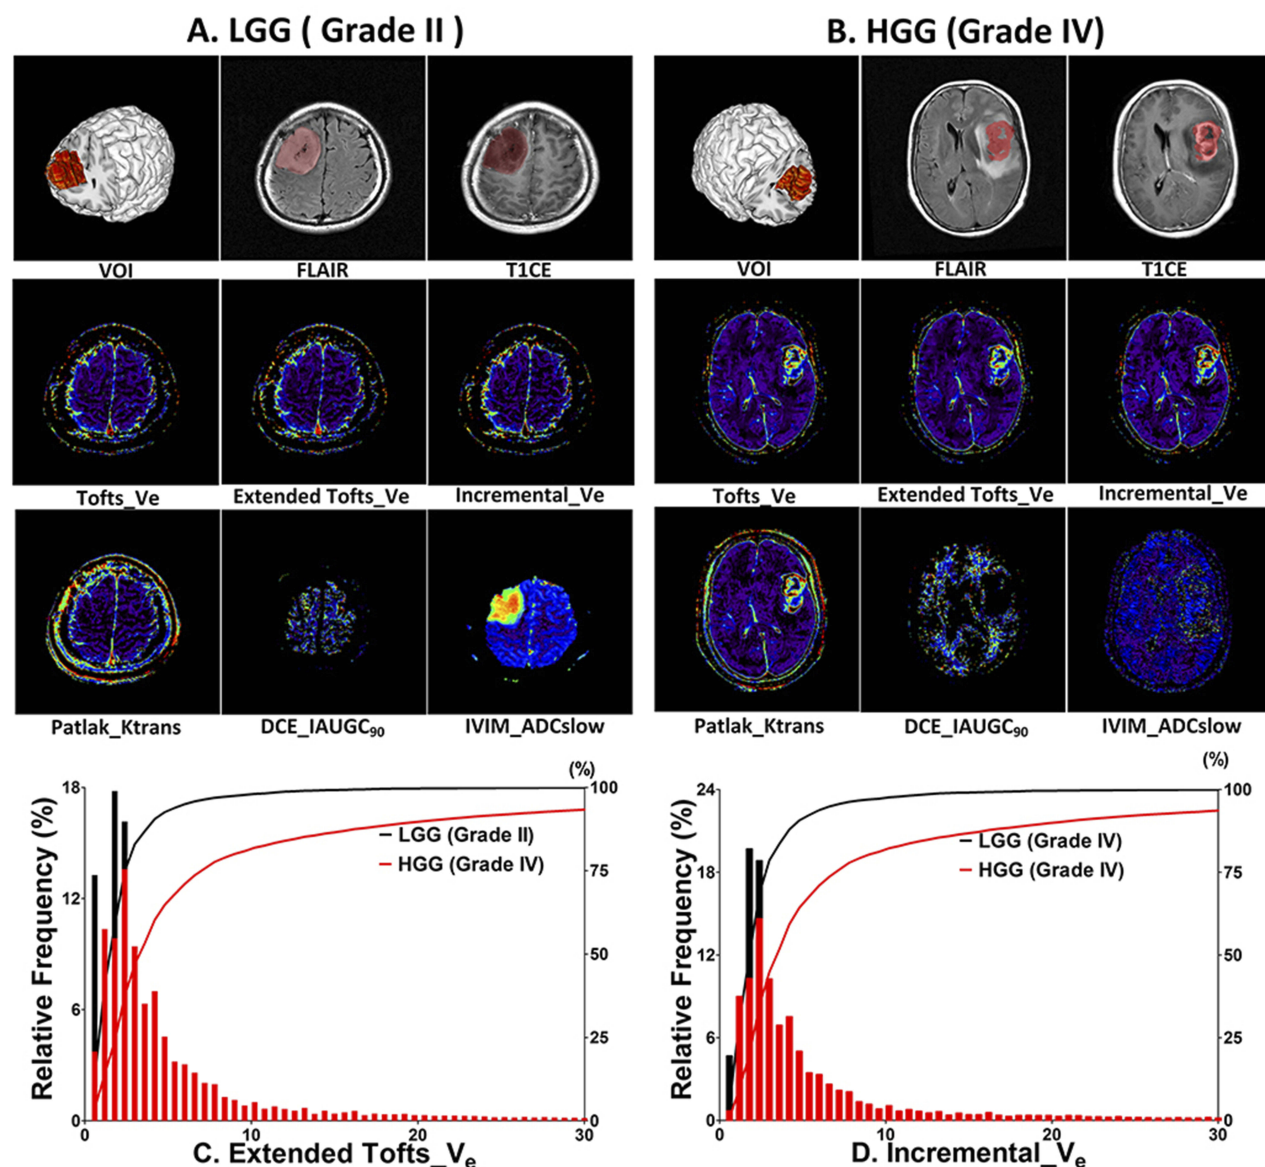 A. LGG ( Grade II )
B. HGG (Grade IV)
VOI FLAIR T1CE
VOI FLAIR T1CE
Tofts_Ve Extended Tofts_Ve Incremental_Ve
Tofts_Ve Extended Tofts_Ve Incremental_Ve
Patlak_Ktrans DCE_IAUGC90 IVIM_ADCslow
Patlak_Ktrans DCE_IAUGC90 IVIM_ADCslow
Relative Frequency (%)
18
12
6
0
(%)
100
75
50
25
0
LGG (Grade II)
HGG (Grade IV)
0 10 20 30
C. Extended Tofts_Ve
Relative Frequency (%)
24
18
12
6
0
(%)
100
75
50
25
0
LGG (Grade IV)
HGG (Grade IV)
0 10 20 30
D. Incremental_Ve